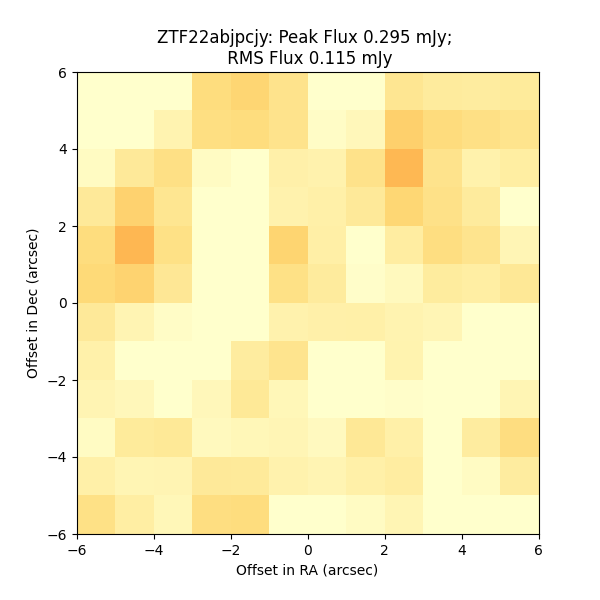 ZTF22abjpcjy: Peak Flux 0.295 mJy;
RMS Flux 0.115 mJy
6
4
2
0
−2
−4
−6
Offset in Dec (arcsec)
−6 −4 −2 0 2 4 6
Offset in RA (arcsec)